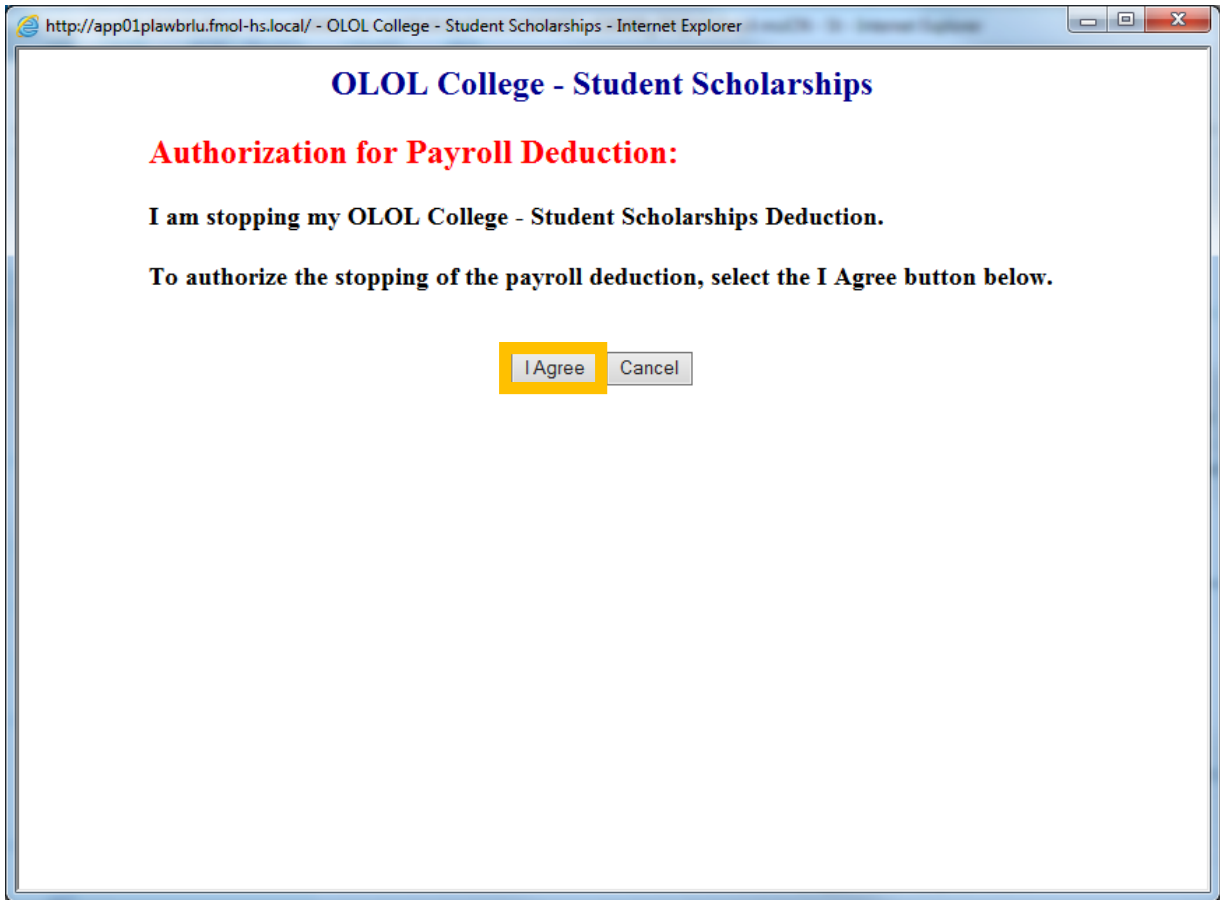 http://app01plawbrlu.fmol-hs.local/ - OLOL College - Student Scholarships - Internet Explorer
OLOL College - Student Scholarships
Authorization for Payroll Deduction:
I am stopping my OLOL College - Student Scholarships Deduction.
To authorize the stopping of the payroll deduction, select the I Agree button below.
I Agree Cancel